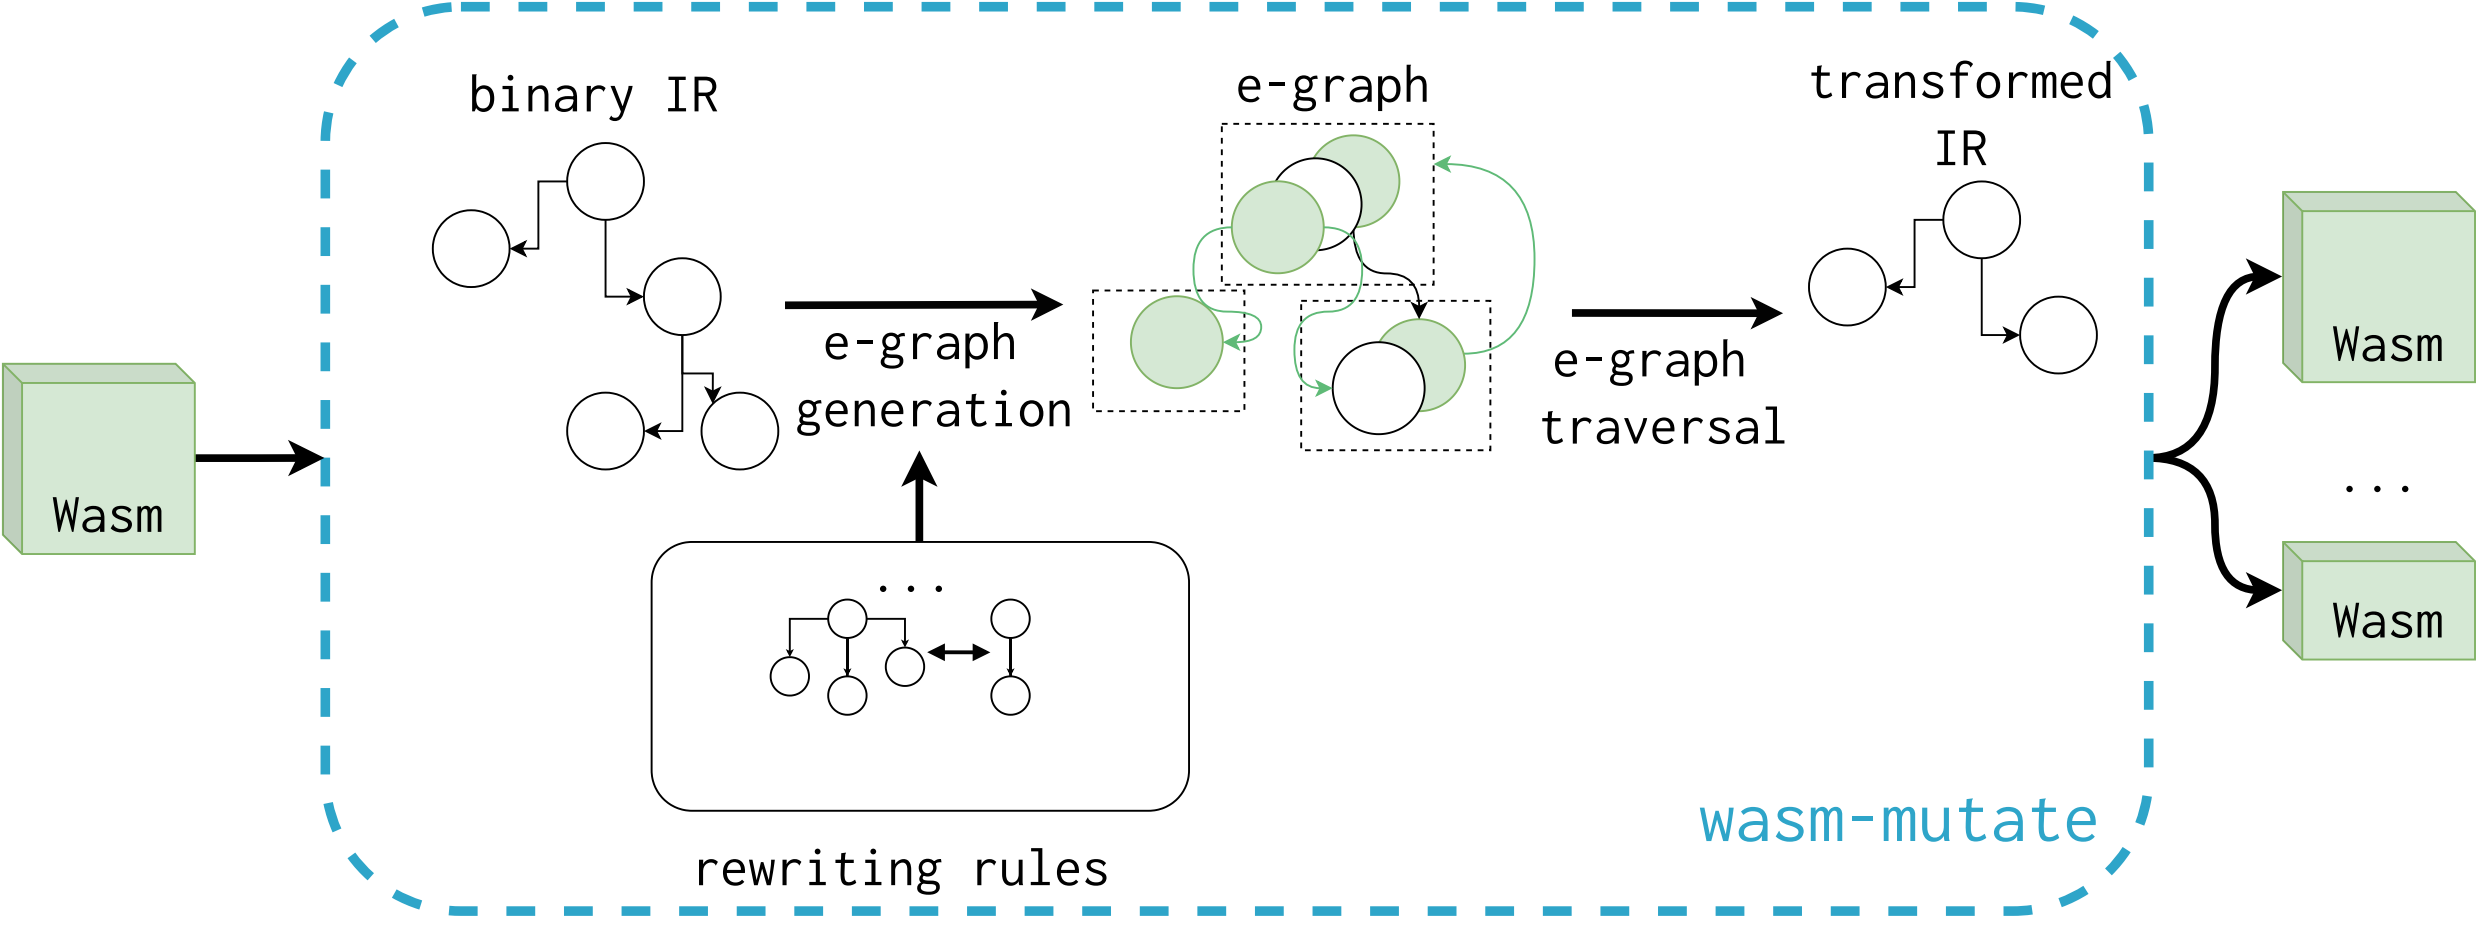 binary IR
e-graph
transformed
IR
e-graph
generation
e-graph
traversal
Wasm
Wasm
...
Wasm
...
rewriting rules
wasm-mutate